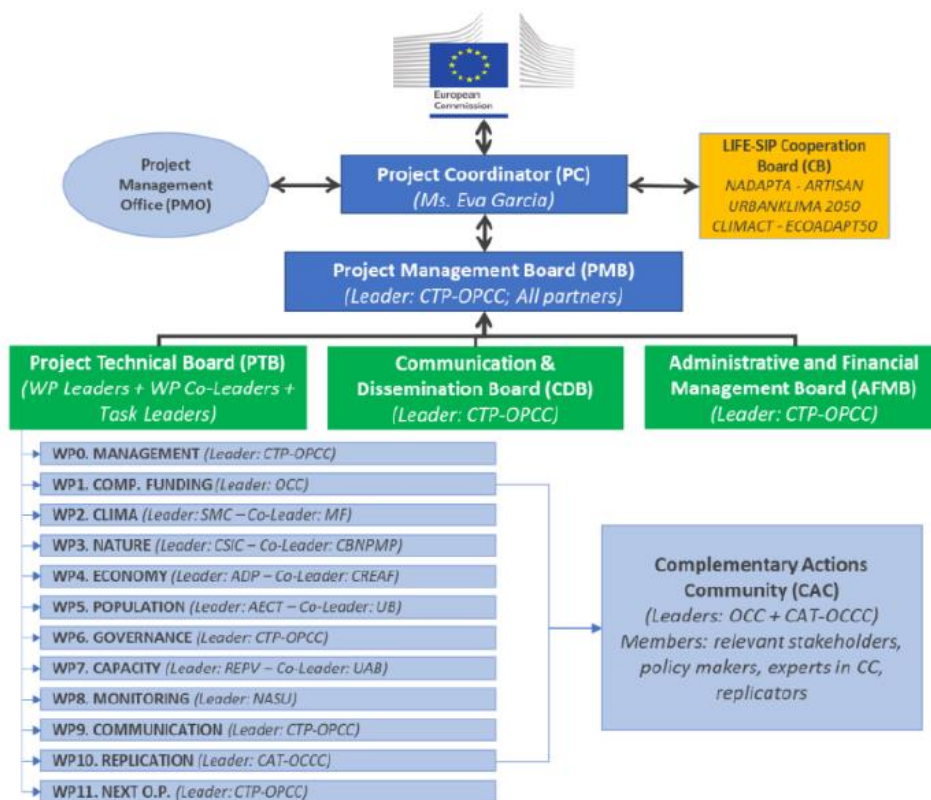 European
Commission
Project
Management
Office (PMO)
Project Coordinator (PC)
(Ms. Eva Garcia)
LIFE-SIP Cooperation
Board (CB)
NADAPTA - ARTISAN
URBANKLIMA 2050
CLIMACT - ECOADAPT50
Project Management Board (PMB)
(Leader: CTP-OPCC; All partners)
Project Technical Board (PTB)
(WP Leaders + WP Co-Leaders +
Task Leaders)
Communication &
Dissemination Board (CDB)
(Leader: CTP-OPCC)
Administrative and Financial
Management Board (AFMB)
(Leader: CTP-OPCC)
WP0. MANAGEMENT (Leader: CTP-OPCC)
WP1. COMP. FUNDING (Leader: OCC)
WP2. CLIMA (Leader: SMC – Co-Leader: MF)
WP3. NATURE (Leader: CSIC – Co-Leader: CBNPMP)
WP4. ECONOMY (Leader: ADP – Co-Leader: CREAF)
WP5. POPULATION (Leader: AECT – Co-Leader: UB)
WP6. GOVERNANCE (Leader: CTP-OPCC)
WP7. CAPACITY (Leader: REPV – Co-Leader: UAB)
WP8. MONITORING (Leader: NASU)
WP9. COMMUNICATION (Leader: CTP-OPCC)
WP10. REPLICATION (Leader: CAT-OCCC)
WP11. NEXT O.P. (Leader: CTP-OPCC)
Complementary Actions
Community (CAC)
(Leaders: OCC + CAT-OCCC)
Members: relevant stakeholders,
policy makers, experts in CC,
replicators